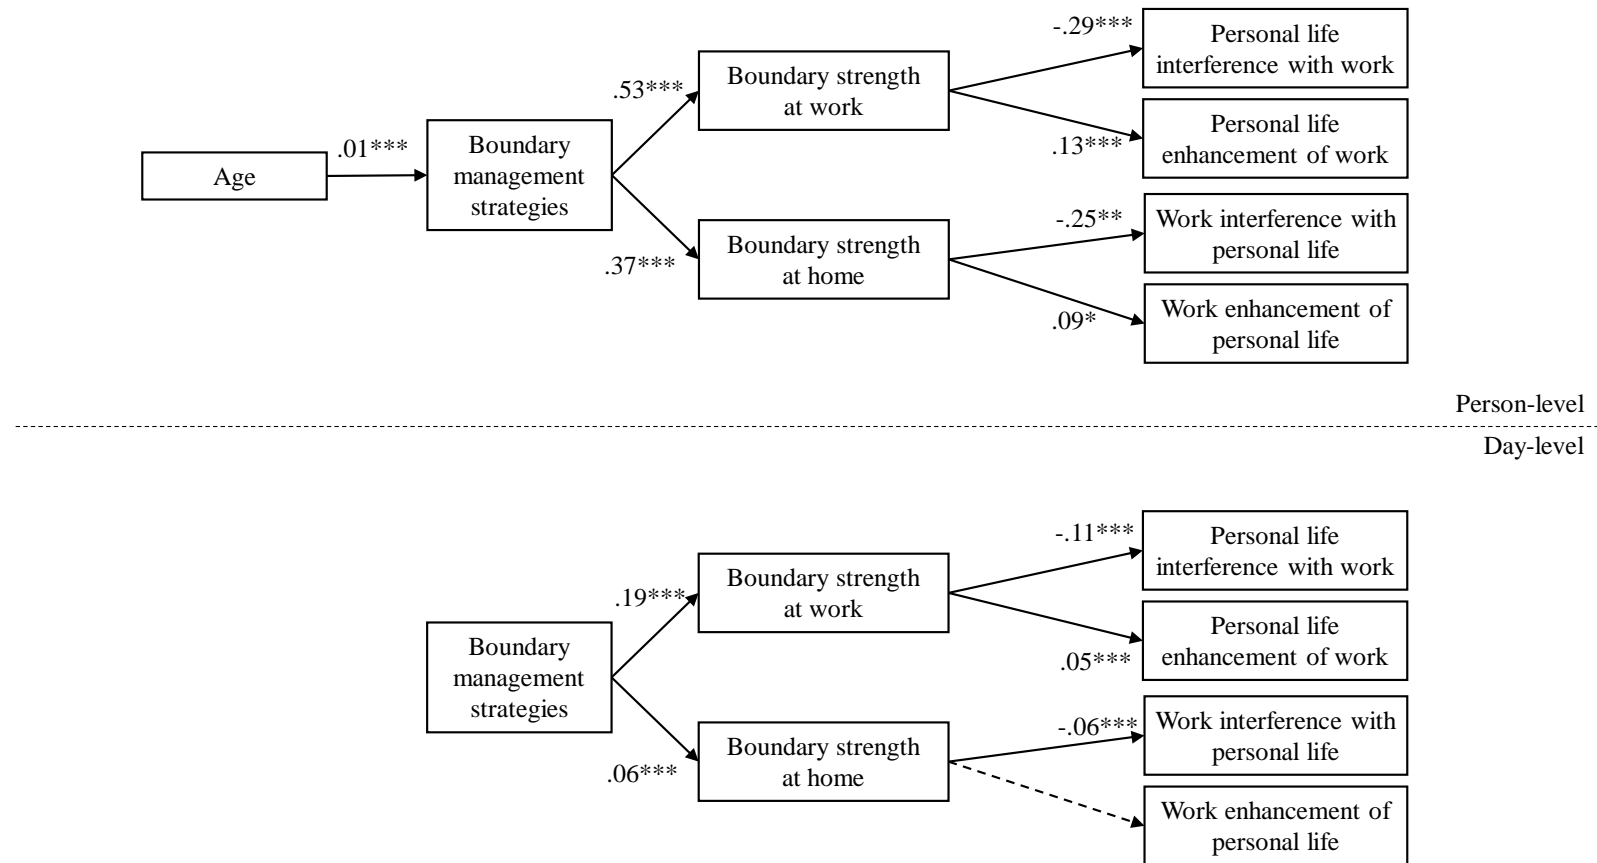 Age
.01***
Boundary
management
strategies
.53***
.37***
Boundary strength
at work
Boundary strength
at home
-.29***
.13***
-.25**
.09*
Personal life
interference with work
Personal life
enhancement of work
Work interference with
personal life
Work enhancement of
personal life
Person-level
Day-level
Boundary
management
strategies
.19***
.06***
Boundary strength
at work
Boundary strength
at home
-.11***
.05***
-.06***
Personal life
interference with work
Personal life
enhancement of work
Work interference with
personal life
Work enhancement of
personal life